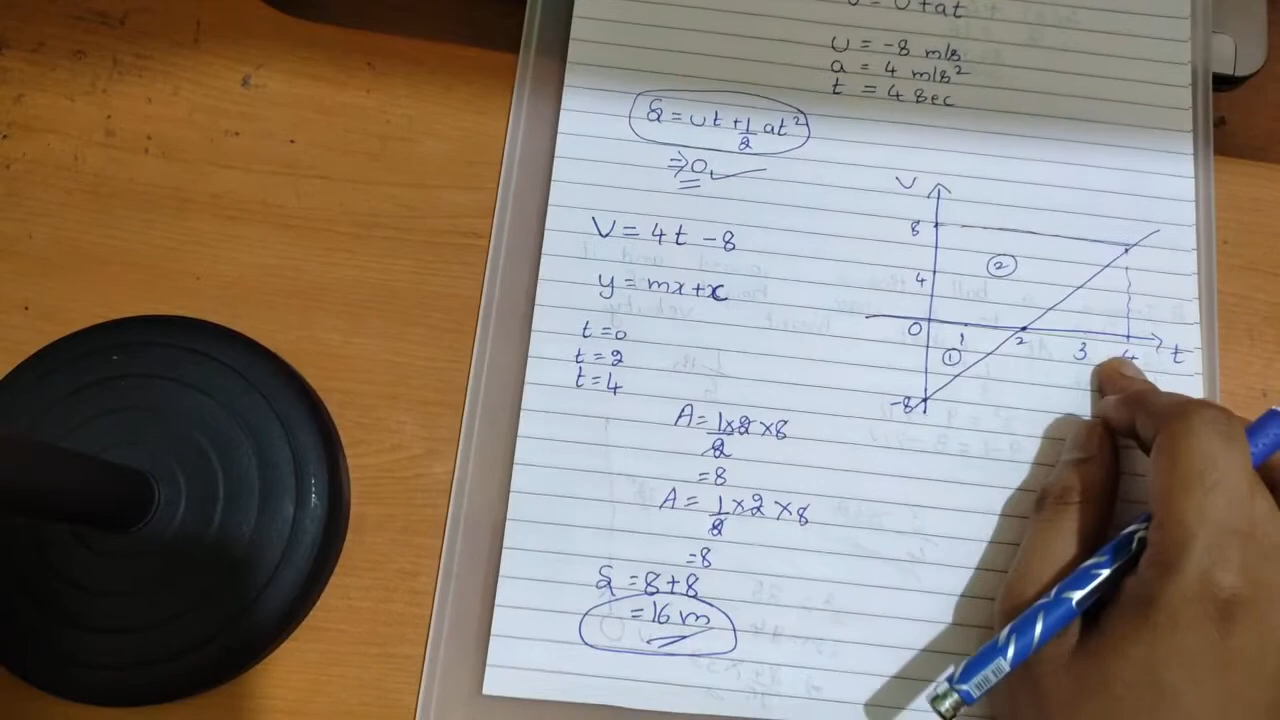 v = u + at
u = -8 m/s
a = 4 m/s²
t = 4 sec
S = ut + 1/2 at²
⇒ 0
V = 4t - 8
y = mx + x
t = 0
t = 2
t = 4
A = 1/2 × 2 × 8
= 8
A = 1/2 × 2 × 8
= 8
S = 8 + 8
= 16 m
V
8
4
0
-8
1
2
3
4
t
①
②